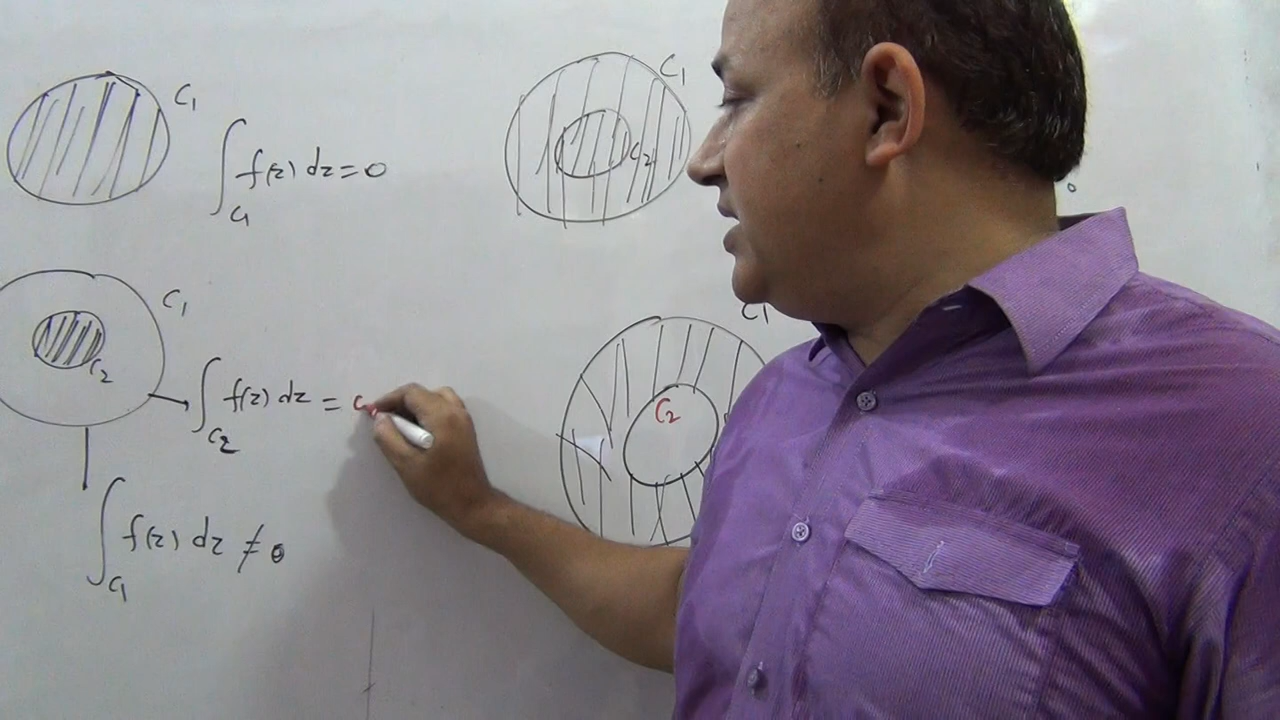 C₁
∫C₁ f(z) dz = 0
C₁
C₂
C₁
C₂
∫C₂ f(z) dz =
∫C₁ f(z) dz ≠ 0
C₁
C₂